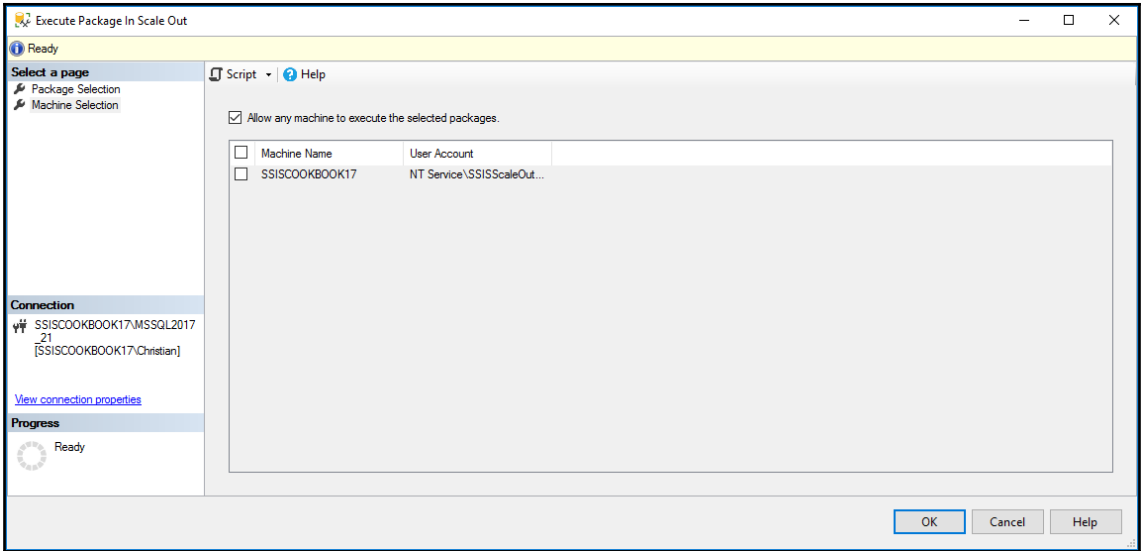 Execute Package In Scale Out
Ready
Select a page
Package Selection
Machine Selection
Script
Help
Allow any machine to execute the selected packages.
Machine Name User Account
SSISCOOKBOOK17 NT Service\SSISScaleOut...
Connection
SSISCOOKBOOK17\MSSQL2017
_21
[SSISCOOKBOOK17\Christian]
View connection properties
Progress
Ready
OK
Cancel
Help